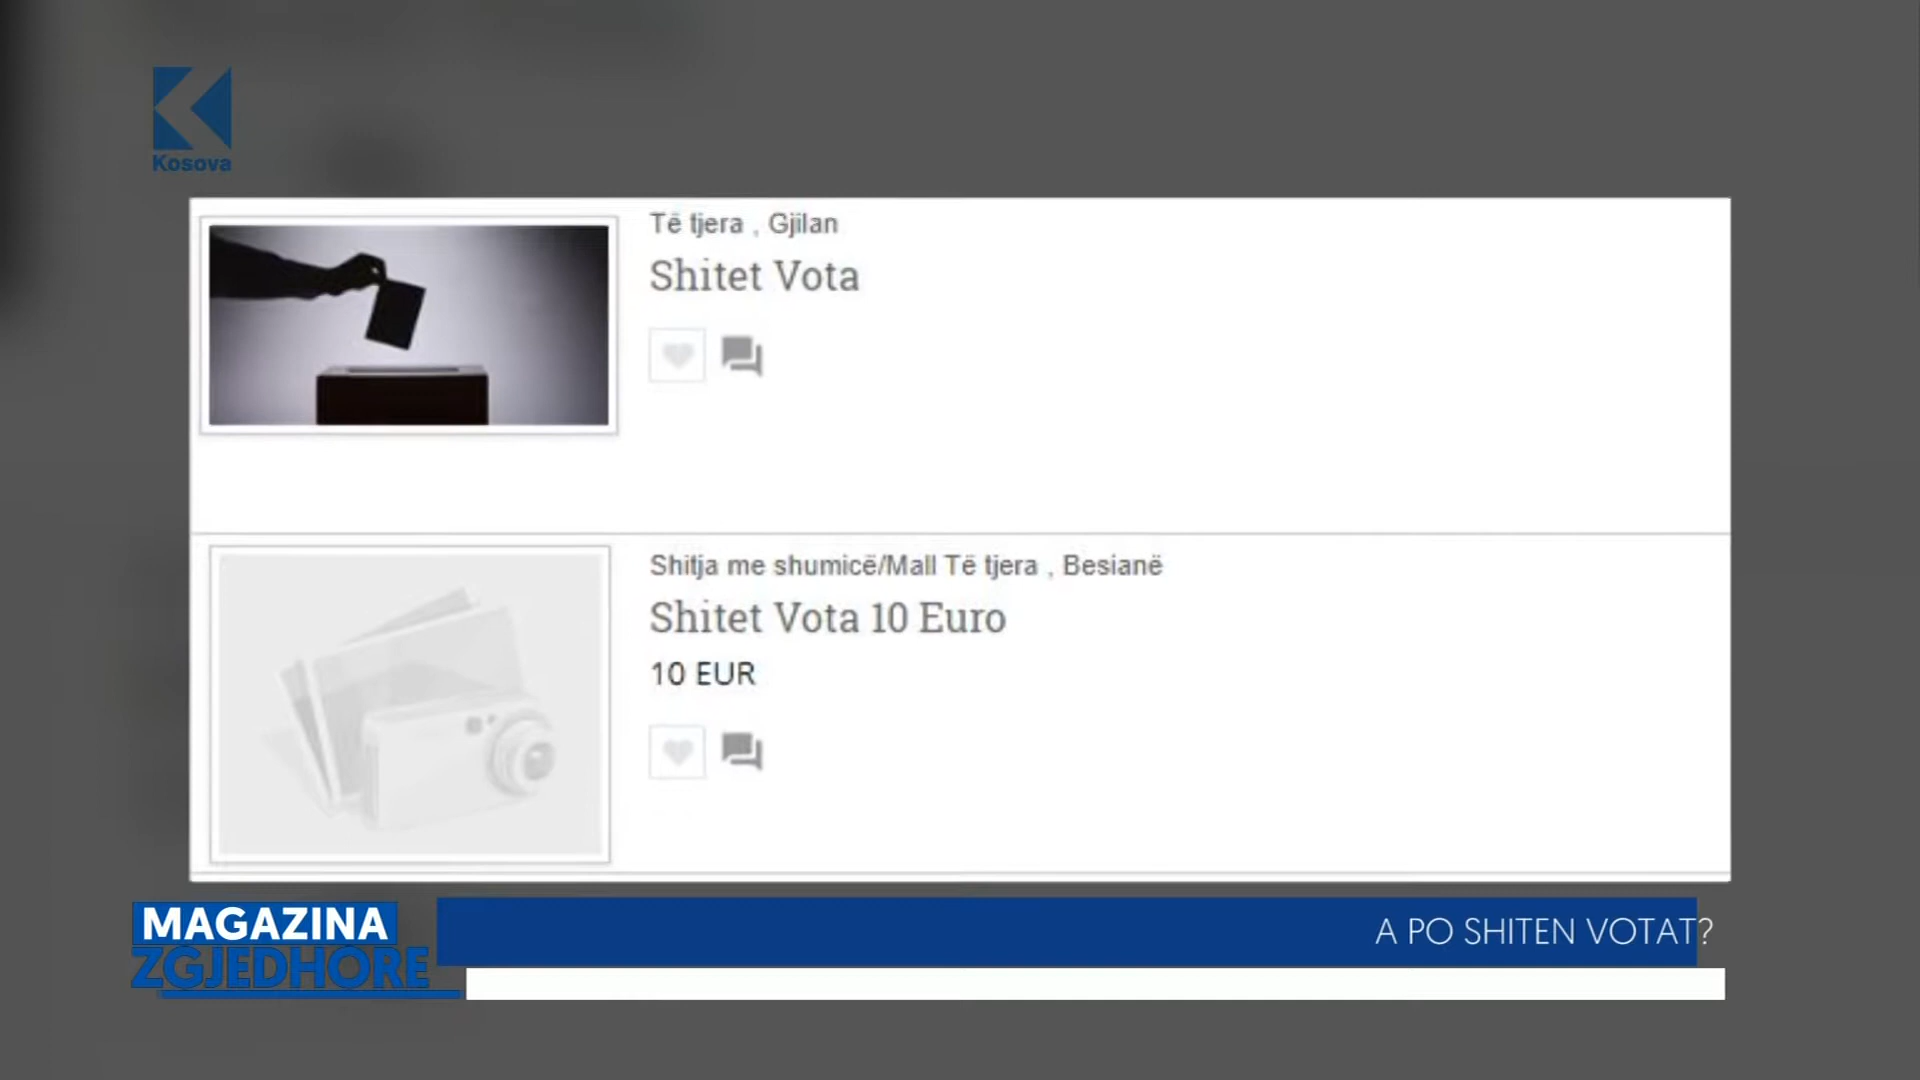 Kosova
Të tjera , Gjilan
Shitet Vota
Shitja me shumicë/Mall Të tjera , Besianë
Shitet Vota 10 Euro
10 EUR
MAGAZINA
ZGJEDHORE
A PO SHITEN VOTAT?